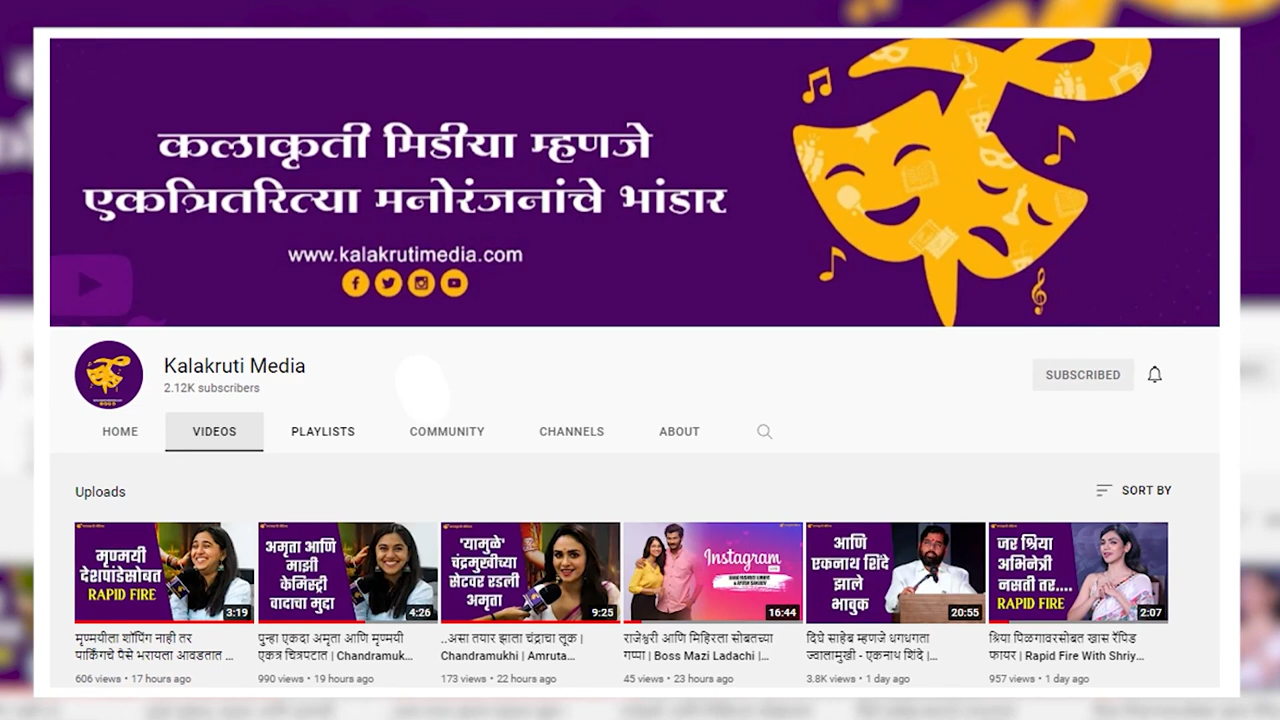 कलाकृती मिडीया म्हणजे
एकत्रितरित्या मनोरंजनांचे भांडार
www.kalakrutimedia.com
Kalakruti Media
2.12K subscribers
SUBSCRIBED
HOME VIDEOS PLAYLISTS COMMUNITY CHANNELS ABOUT
Uploads
SORT BY
मृण्मयी
देशपांडेसोबत
RAPID FIRE
3:19
मृण्मयीला शॉपिंग नाही तर
पार्किंगचे पैसे भरायला आवडतात ...
606 views • 17 hours ago
अमृता आणि
माझी
केमिस्ट्री
वादाचा मुद्दा
4:26
पुन्हा एकदा अमृता आणि मृण्मयी
एकत्र चित्रपटात | Chandramuk...
990 views • 19 hours ago
'यामुळे'
चंद्रमुखीच्या
सेटवर रडली
अमृता
9:25
..असा तयार झाला चंद्राचा लूक |
Chandramukhi | Amruta...
173 views • 22 hours ago
Instagram
16:44
राजेश्वरी आणि मिहिरला सोबतच्या
गप्पा | Boss Mazi Ladachi |...
45 views • 23 hours ago
आणि
एकनाथ शिंदे
झाले
भावुक
20:55
दिघे साहेब म्हणजे धगधगता
ज्वालामुखी - एकनाथ शिंदे |...
3.8K views • 1 day ago
जर श्रिया
अभिनेत्री
नसती तर....
RAPID FIRE
2:07
श्रिया पिळगावरसोबत खास रॅपिड
फायर | Rapid Fire With Shriy...
957 views • 1 day ago